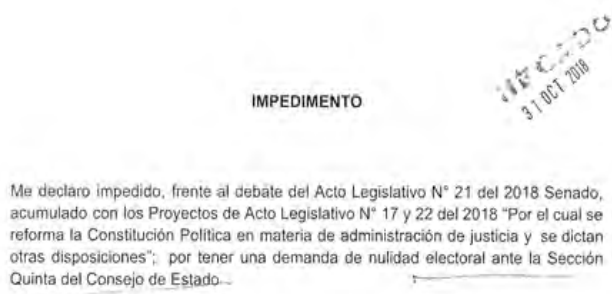 IMPEDIMENTO
31 OCT 2018
Me declaro impedido, frente al debate del Acto Legislativo N° 21 del 2018 Senado,
acumulado con los Proyectos de Acto Legislativo N° 17 y 22 del 2018 “Por el cual se
reforma la Constitución Política en materia de administración de justicia y se dictan
otras disposiciones”; por tener una demanda de nulidad electoral ante la Sección
Quinta del Consejo de Estado